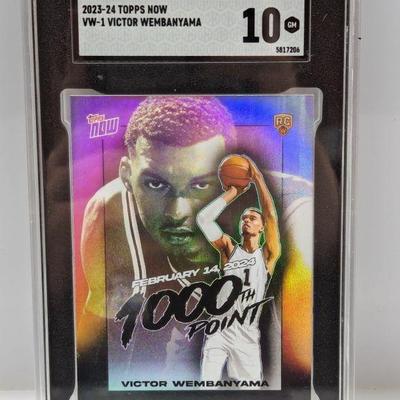 2023-24 TOPPS NOW
VW-1 VICTOR WEMBANYAMA
10 GM
5817206
Topps
now
RC
1
FEBRUARY 14, 2024
1000TH
POINT
VICTOR WEMBANYAMA